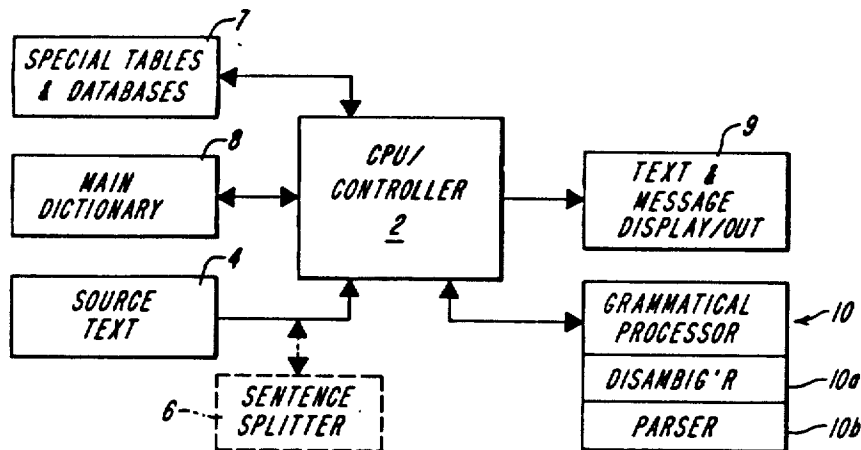 7
SPECIAL TABLES
& DATABASES
8
MAIN
DICTIONARY
4
SOURCE
TEXT
6
SENTENCE
SPLITTER
CPU/
CONTROLLER
2
9
TEXT &
MESSAGE
DISPLAY/OUT
GRAMMATICAL
PROCESSOR
10
DISAMBIG'R
10a
PARSER
10b